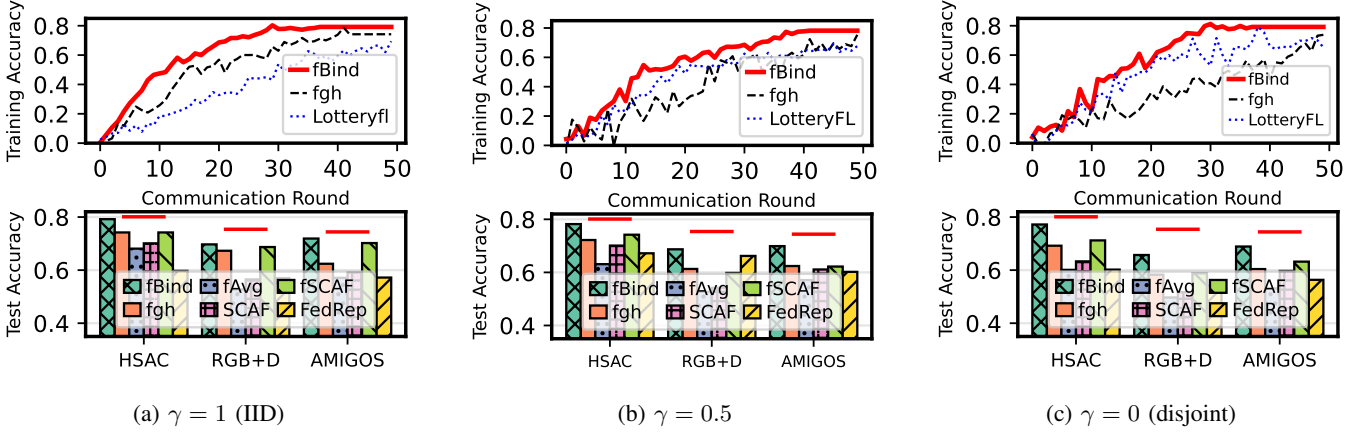 Training Accuracy
0.8
0.6
0.4
0.2
0.0
fBind
fgh
Lotteryfl
0 10 20 30 40 50
Communication Round
Test Accuracy
0.8
0.6
0.4
fBind fAvg fSCAF
fgh SCAF FedRep
HSAC RGB+D AMIGOS
(a) γ = 1 (IID)
Training Accuracy
0.8
0.6
0.4
0.2
0.0
fBind
fgh
LotteryFL
0 10 20 30 40 50
Communication Round
Test Accuracy
0.8
0.6
0.4
fBind fAvg fSCAF
fgh SCAF FedRep
HSAC RGB+D AMIGOS
(b) γ = 0.5
Training Accuracy
0.8
0.6
0.4
0.2
0.0
fBind
fgh
LotteryFL
0 10 20 30 40 50
Communication Round
Test Accuracy
0.8
0.6
0.4
fBind fAvg fSCAF
fgh SCAF FedRep
HSAC RGB+D AMIGOS
(c) γ = 0 (disjoint)